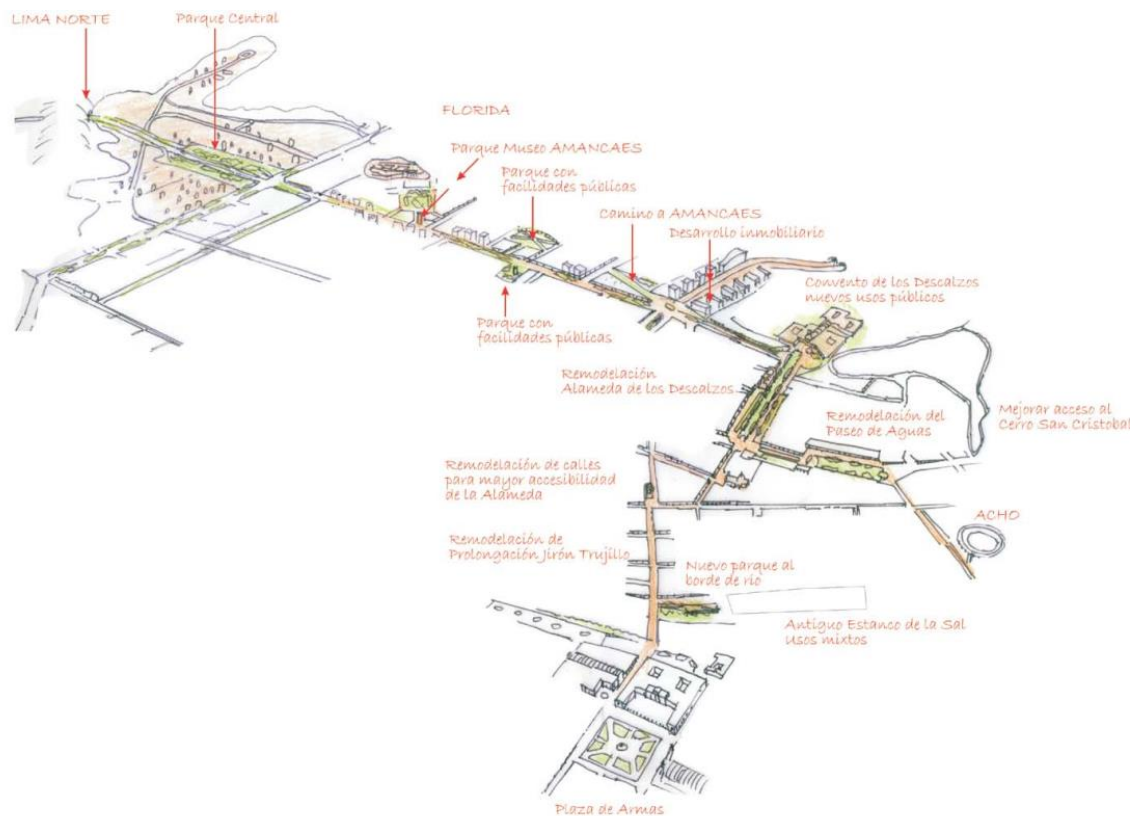 LIMA NORTE
Parque Central
FLORIDA
Parque Museo AMANCAES
Parque con
facilidades públicas
Camino a AMANCAES
Desarrollo inmobiliario
Convento de los Descalzos
nuevos usos públicos
Parque con
facilidades públicas
Remodelación
Alameda de los Descalzos
Remodelación del
Paseo de Aguas
Mejorar acceso al
Cerro San Cristobal
Remodelación de calles
para mayor accesibilidad
de la Alameda
ACHO
Remodelación de
Prolongación Jirón Trujillo
Nuevo parque al
borde de río
Antiguo Estanco de la Sal
Usos mixtos
Plaza de Armas